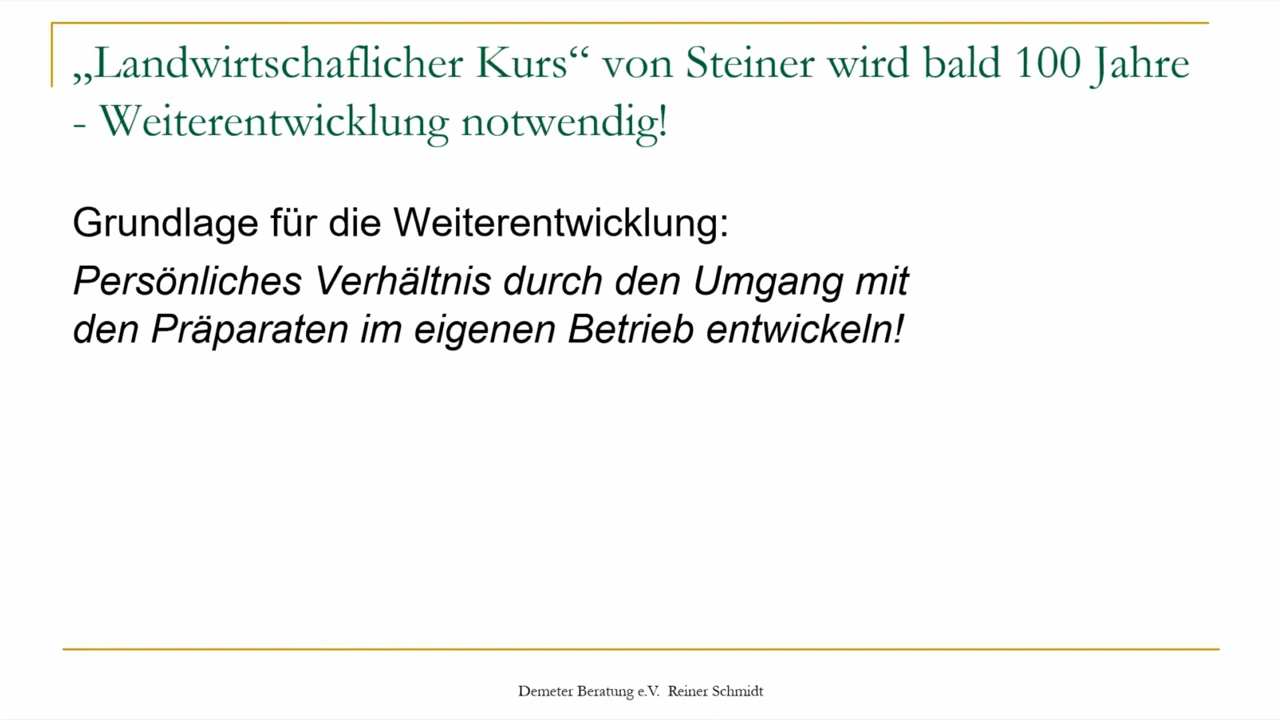 „Landwirtschaflicher Kurs“ von Steiner wird bald 100 Jahre
- Weiterentwicklung notwendig!
Grundlage für die Weiterentwicklung:
Persönliches Verhältnis durch den Umgang mit
den Präparaten im eigenen Betrieb entwickeln!
Demeter Beratung e.V. Reiner Schmidt